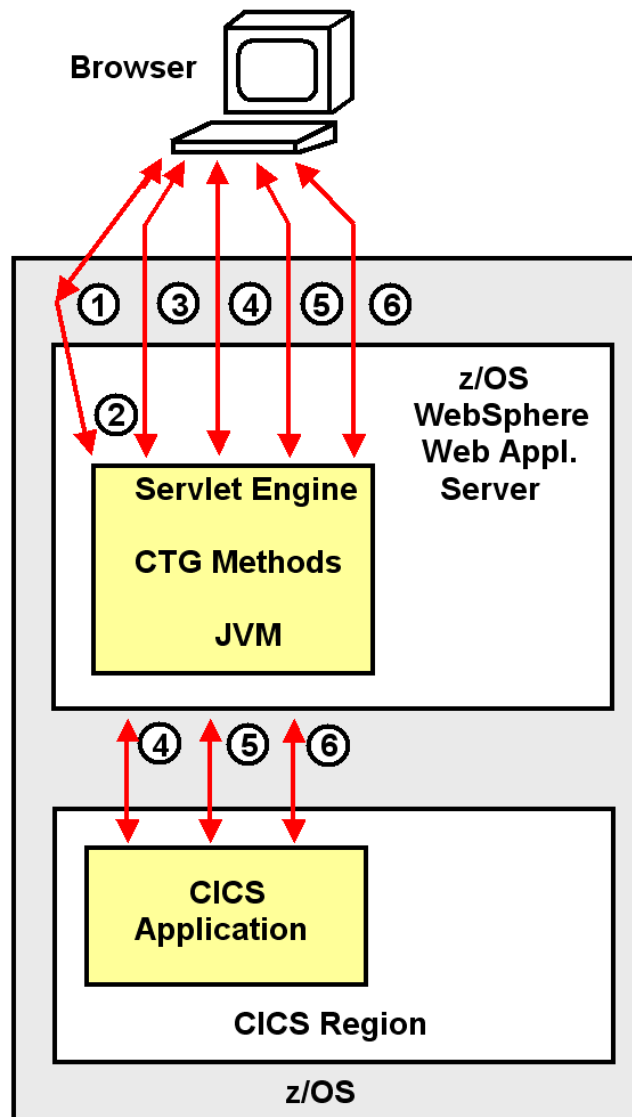 Browser
① ③ ④ ⑤ ⑥
②
z/OS
WebSphere
Web Appl.
Server
Servlet Engine
CTG Methods
JVM
④ ⑤ ⑥
CICS
Application
CICS Region
z/OS